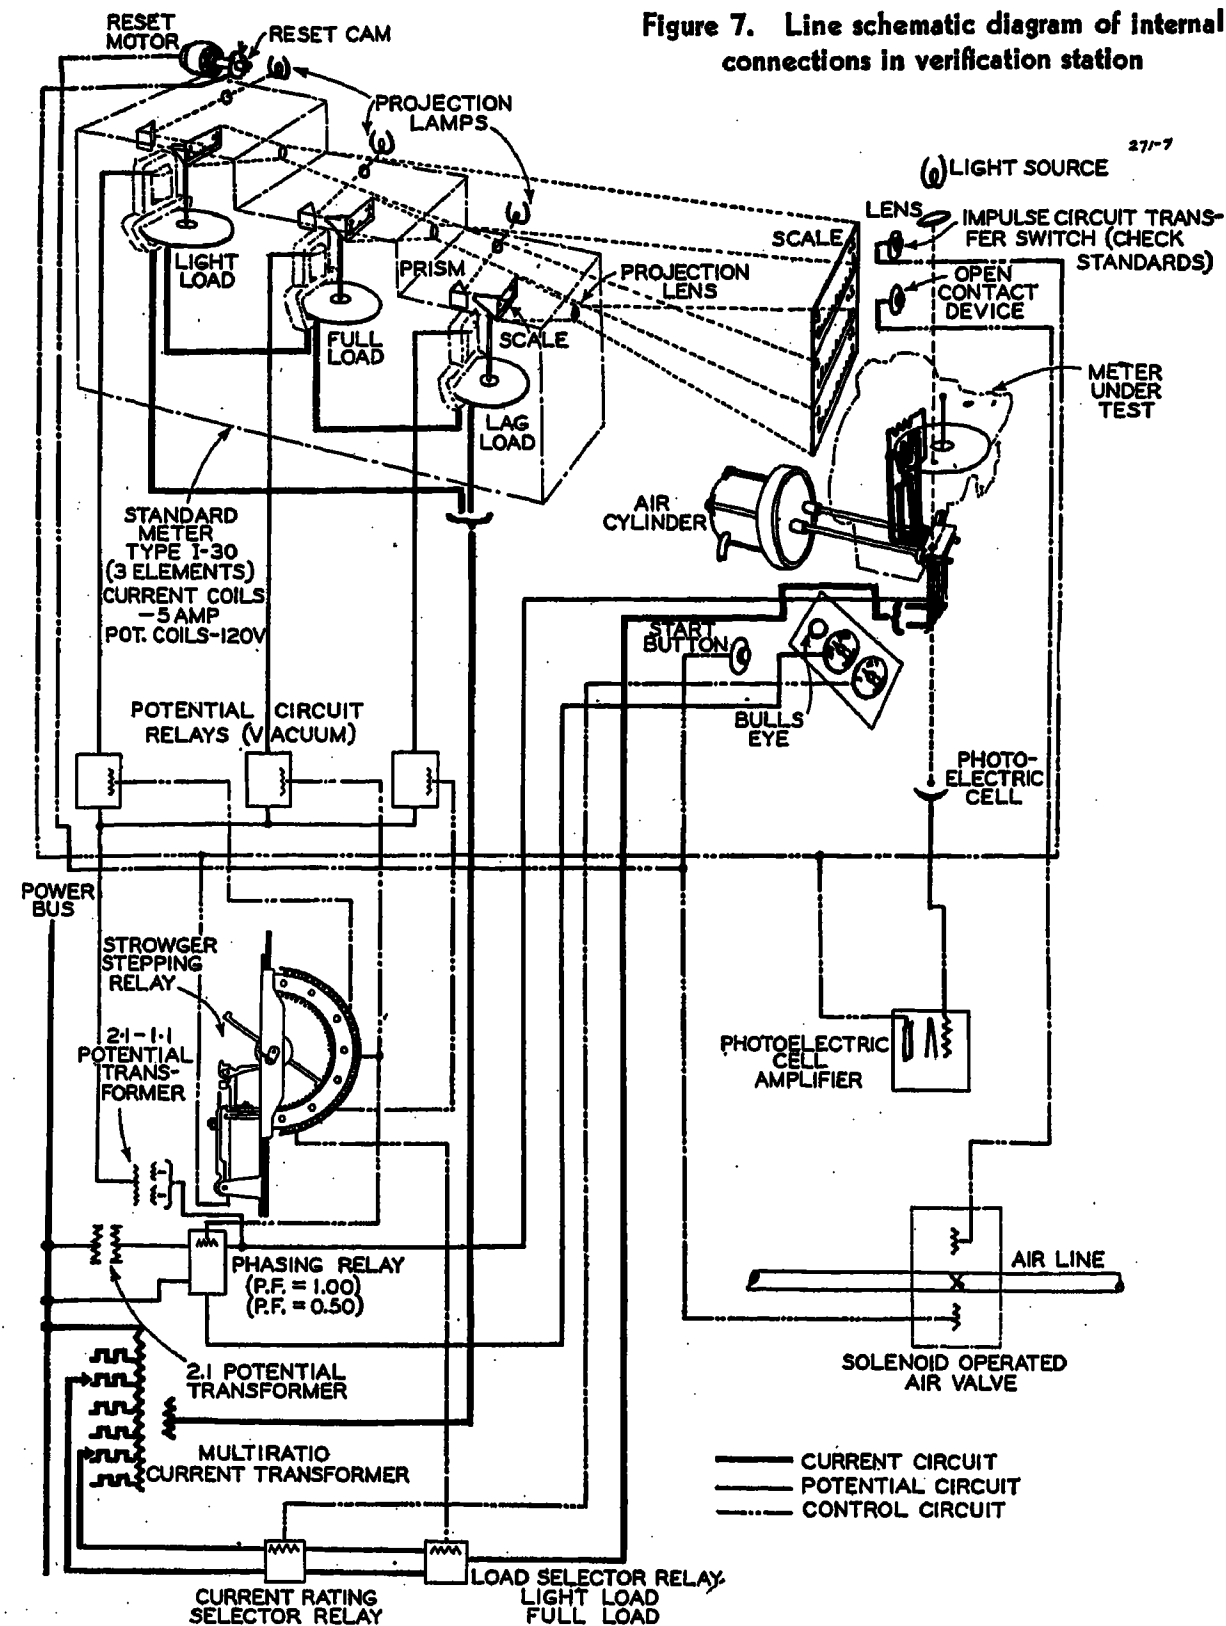 Figure 7. Line schematic diagram of internal
connections in verification station
271-7
RESET
MOTOR
RESET CAM
PROJECTION
LAMPS
LIGHT SOURCE
LENS
IMPULSE CIRCUIT TRANS-
FER SWITCH (CHECK
STANDARDS)
SCALE
OPEN
CONTACT
DEVICE
PRISM
PROJECTION
LENS
SCALE
LIGHT
LOAD
FULL
LOAD
LAG
LOAD
METER
UNDER
TEST
AIR
CYLINDER
STANDARD
METER
TYPE I-30
(3 ELEMENTS)
CURRENT COILS
-5 AMP
POT. COILS-120V
START
BUTTON
BULLS
EYE
POTENTIAL CIRCUIT
RELAYS (VACUUM)
PHOTO-
ELECTRIC
CELL
POWER
BUS
STROWGER
STEPPING
RELAY
2·1-1·1
POTENTIAL
TRANS-
FORMER
PHOTOELECTRIC
CELL
AMPLIFIER
PHASING RELAY
(P.F. = 1.00)
(P.F. = 0.50)
AIR LINE
SOLENOID OPERATED
AIR VALVE
2.1 POTENTIAL
TRANSFORMER
MULTIRATIO
CURRENT TRANSFORMER
CURRENT CIRCUIT
POTENTIAL CIRCUIT
CONTROL CIRCUIT
CURRENT RATING
SELECTOR RELAY
LOAD SELECTOR RELAY
LIGHT LOAD
FULL LOAD